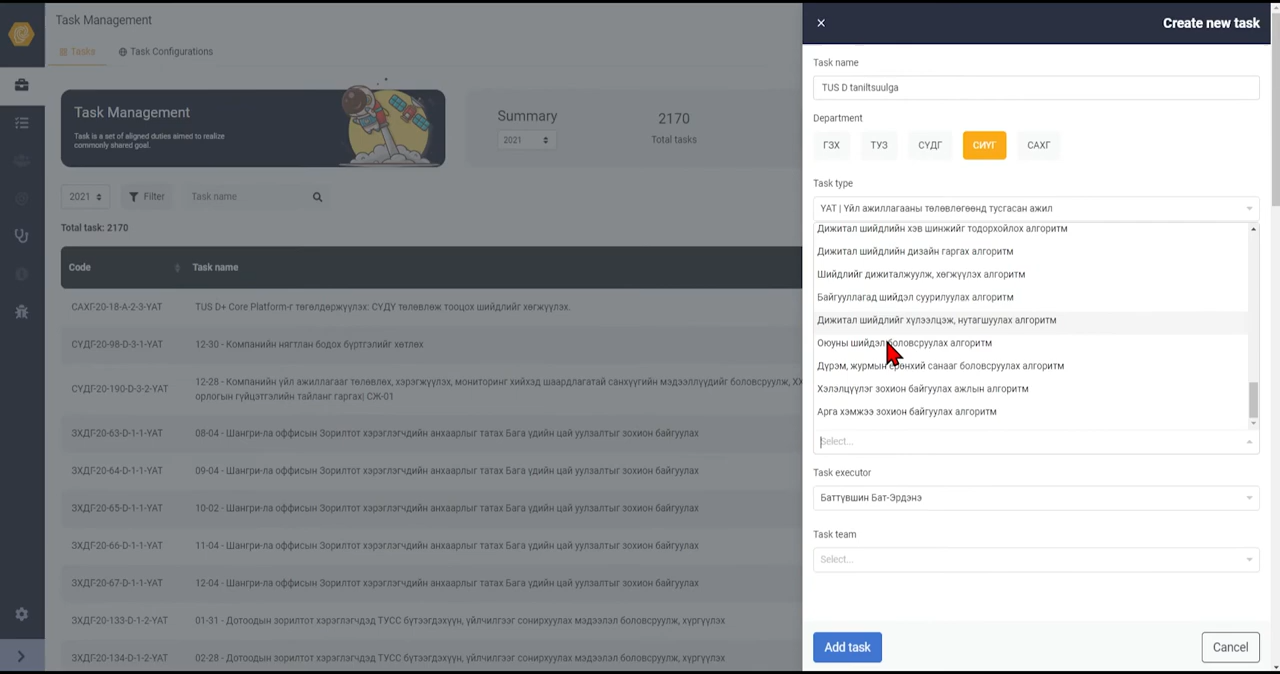 Task Management
Tasks
Task Configurations
Task Management
Task is a set of aligned duties aimed to realize
commonly shared goal.
Summary
2021
2170
Total tasks
2021
Filter
Task name
Total task: 2170
Code
Task name
САХГ-20-18-A-2-3-YAT
TUS D+ Core Platform-г төгөлдөржүүлэх: СҮДУ төлөвлөж тооцох шийдлийг хөгжүүлэх.
СҮДГ-20-98-D-3-1-YAT
12-30 - Компанийн нягтлан бодох бүртгэлийг хөтлөх
СҮДГ-20-190-D-3-2-YAT
12-28 - Компанийн үйл ажиллагааг төлөвлөх, хэрэгжүүлэх, мониторинг хийхэд шаардлагатай санхүүгийн мэдээллүүдийг боловсруулж, ХХ
орлогын гүйцэтгэлийн тайланг гаргах| СЖ-01
ЗХДГ-20-63-D-1-1-YAT
08-04 - Шангри-ла оффисын Зорилтот хэрэглэгчдийн анхаарлыг татах Бага үдийн цай уулзалтыг зохион байгуулах
ЗХДГ-20-64-D-1-1-YAT
09-04 - Шангри-ла оффисын Зорилтот хэрэглэгчдийн анхаарлыг татах Бага үдийн цай уулзалтыг зохион байгуулах
ЗХДГ-20-65-D-1-1-YAT
10-02 - Шангри-ла оффисын Зорилтот хэрэглэгчдийн анхаарлыг татах Бага үдийн цай уулзалтыг зохион байгуулах
ЗХДГ-20-66-D-1-1-YAT
11-04 - Шангри-ла оффисын Зорилтот хэрэглэгчдийн анхаарлыг татах Бага үдийн цай уулзалтыг зохион байгуулах
ЗХДГ-20-67-D-1-1-YAT
12-04 - Шангри-ла оффисын Зорилтот хэрэглэгчдийн анхаарлыг татах Бага үдийн цай уулзалтыг зохион байгуулах
ЗХДГ-20-133-D-1-2-YAT
01-31 - Дотоодын зорилтот хэрэглэгчдэд ТУСС бүтээгдэхүүн, үйлчилгээг сонирхуулах мэдээлэл боловсруулж, хүргүүлэх
ЗХДГ-20-134-D-1-2-YAT
02-28 - Дотоодын зорилтот хэрэглэгчдэд ТУСС бүтээгдэхүүн, үйлчилгээг сонирхуулах мэдээлэл боловсруулж, хүргүүлэх
Create new task
Task name
TUS D taniltsuulga
Department
ГЗХ
ТУЗ
СҮДГ
СИҮГ
САХГ
Task type
YAT | Үйл ажиллагааны төлөвлөгөөнд тусгасан ажил
Дижитал шийдлийн хэв шинжийг тодорхойлох алгоритм
Дижитал шийдлийн дизайн гаргах алгоритм
Шийдлийг дижиталжуулж, хөгжүүлэх алгоритм
Байгууллагад шийдэл суурилуулах алгоритм
Дижитал шийдлийг хүлээлцэж, нутагшуулах алгоритм
Оюуны шийдэл боловсруулах алгоритм
Дүрэм, журмын ерөнхий санааг боловсруулах алгоритм
Хэлэлцүүлэг зохион байгуулах ажлын алгоритм
Арга хэмжээ зохион байгуулах алгоритм
Select...
Task executor
Баттүвшин Бат-Эрдэнэ
Task team
Select...
Add task
Cancel